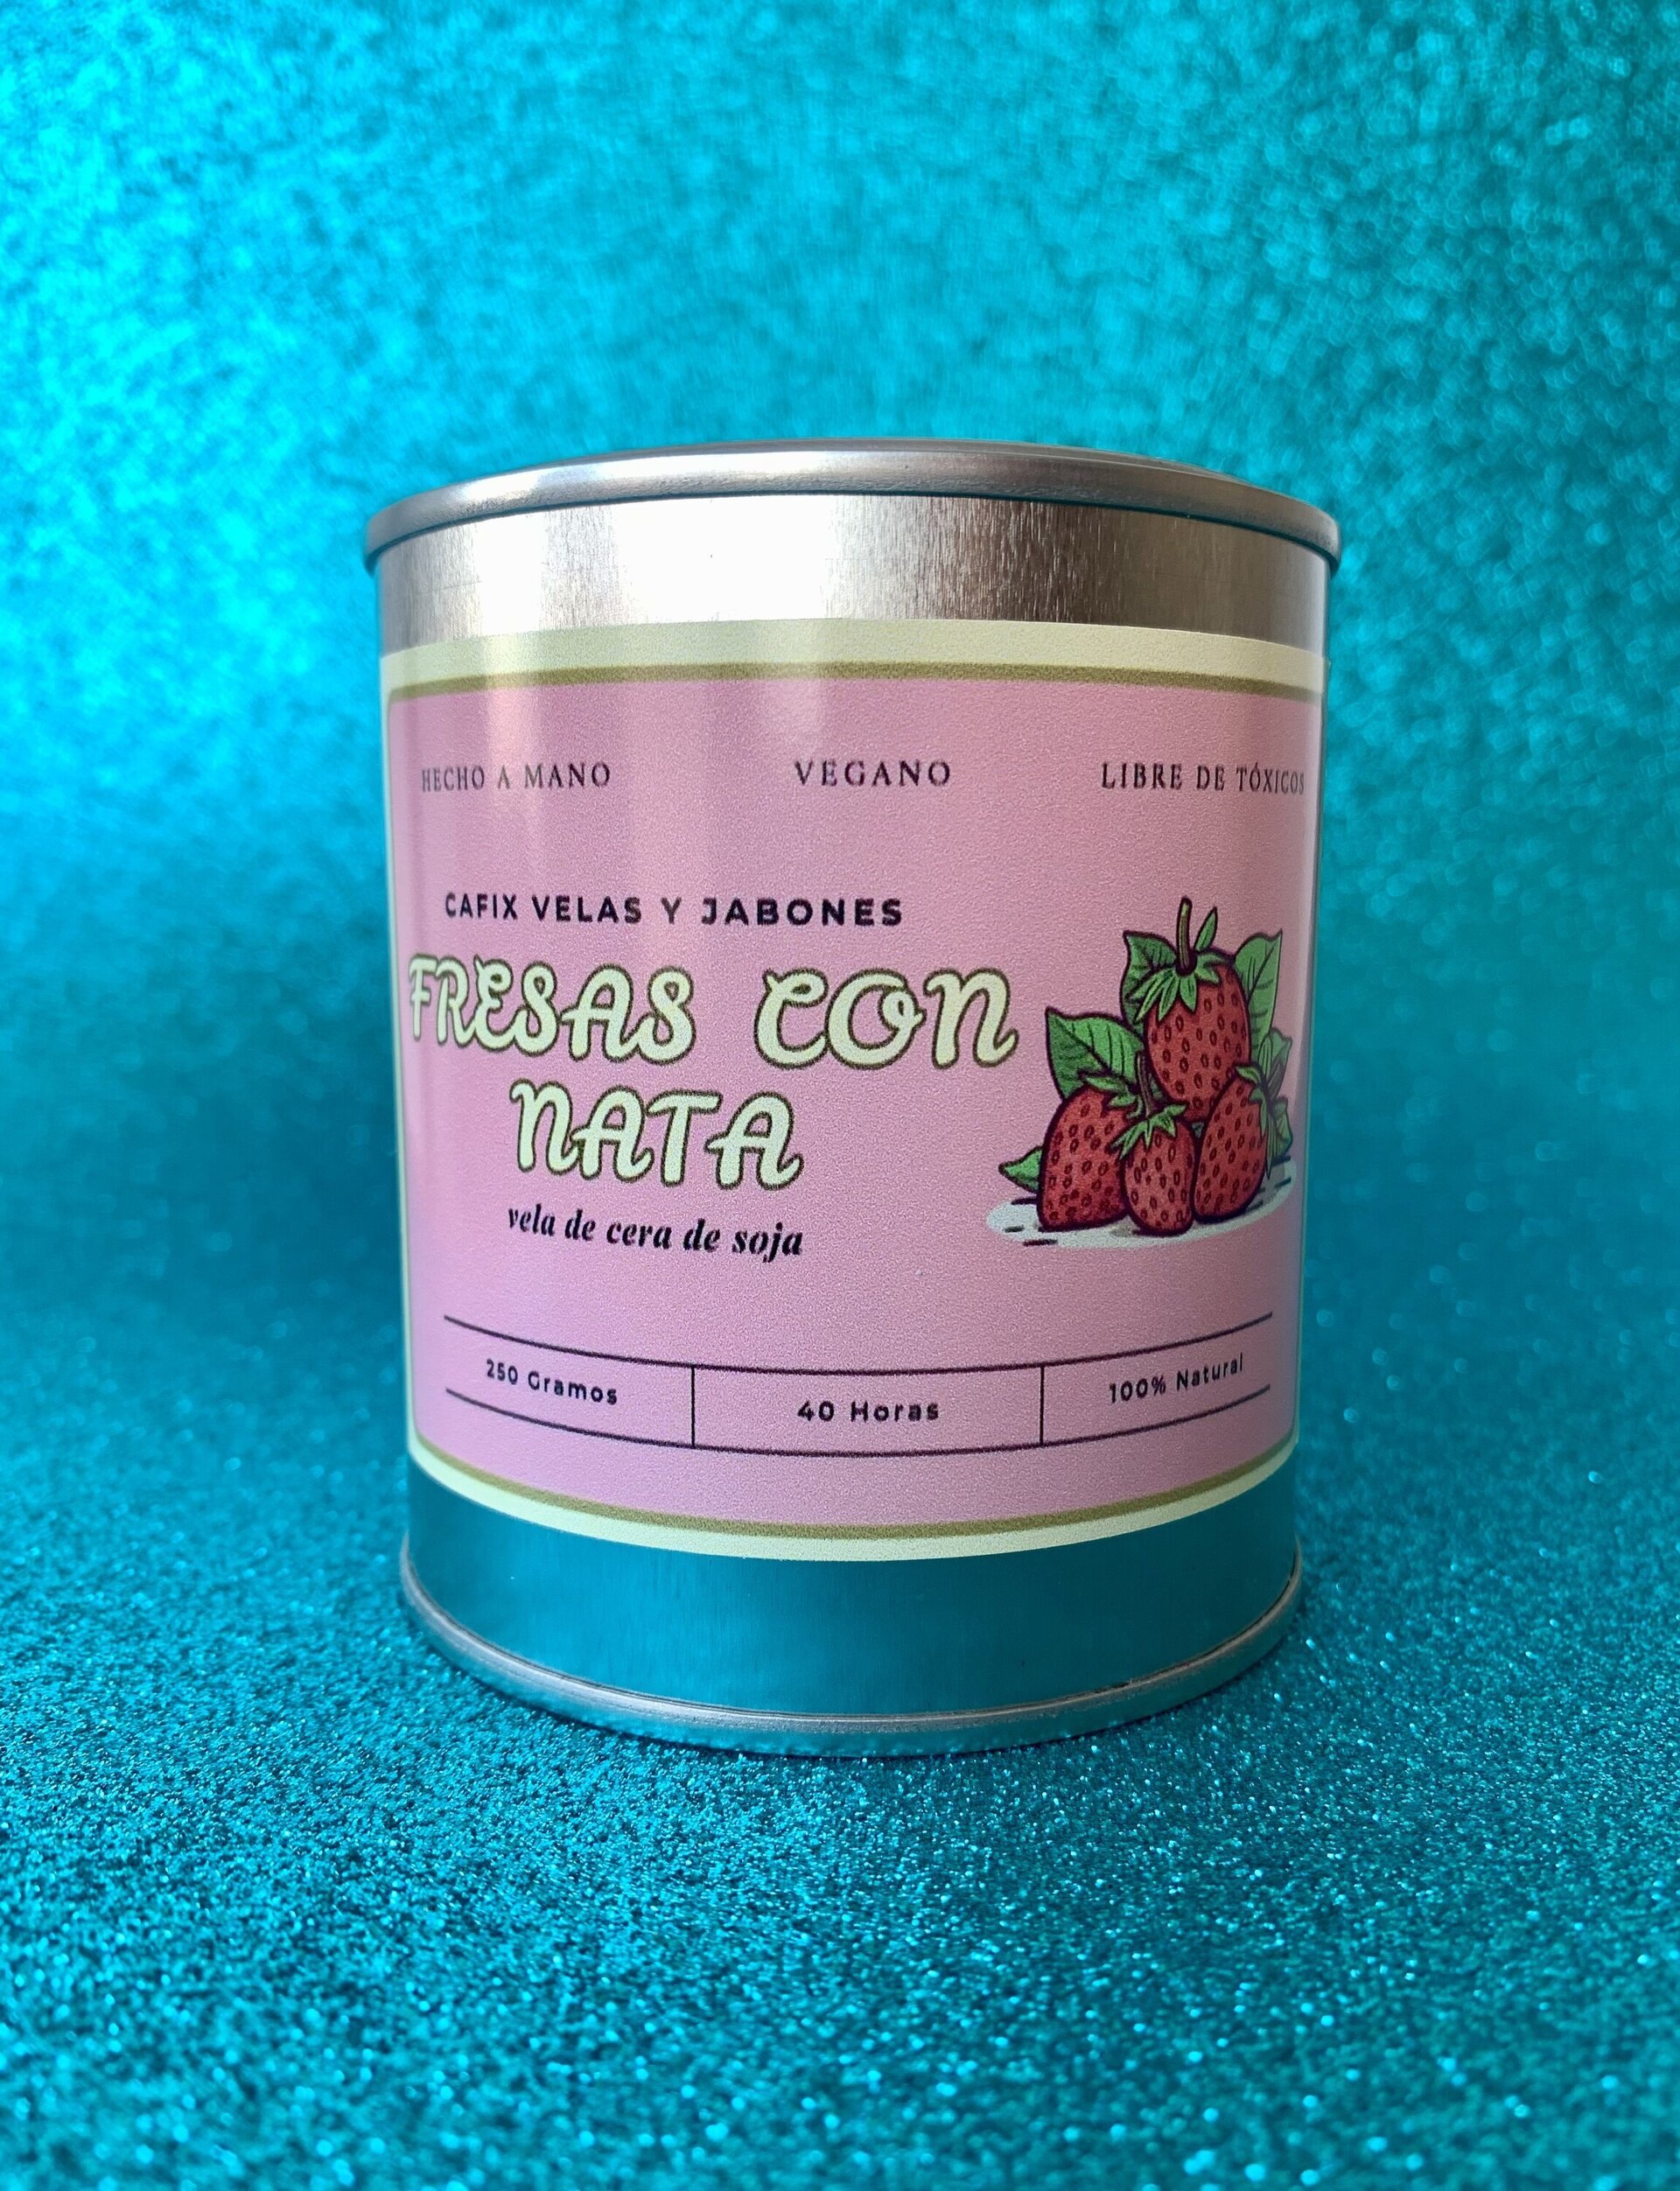 HECHO A MANO VEGANO LIBRE DE TÓXICOS
CAFIX VELAS Y JABONES
FRESAS CON
NATA
vela de cera de soja
250 Gramos 40 Horas 100% Natural